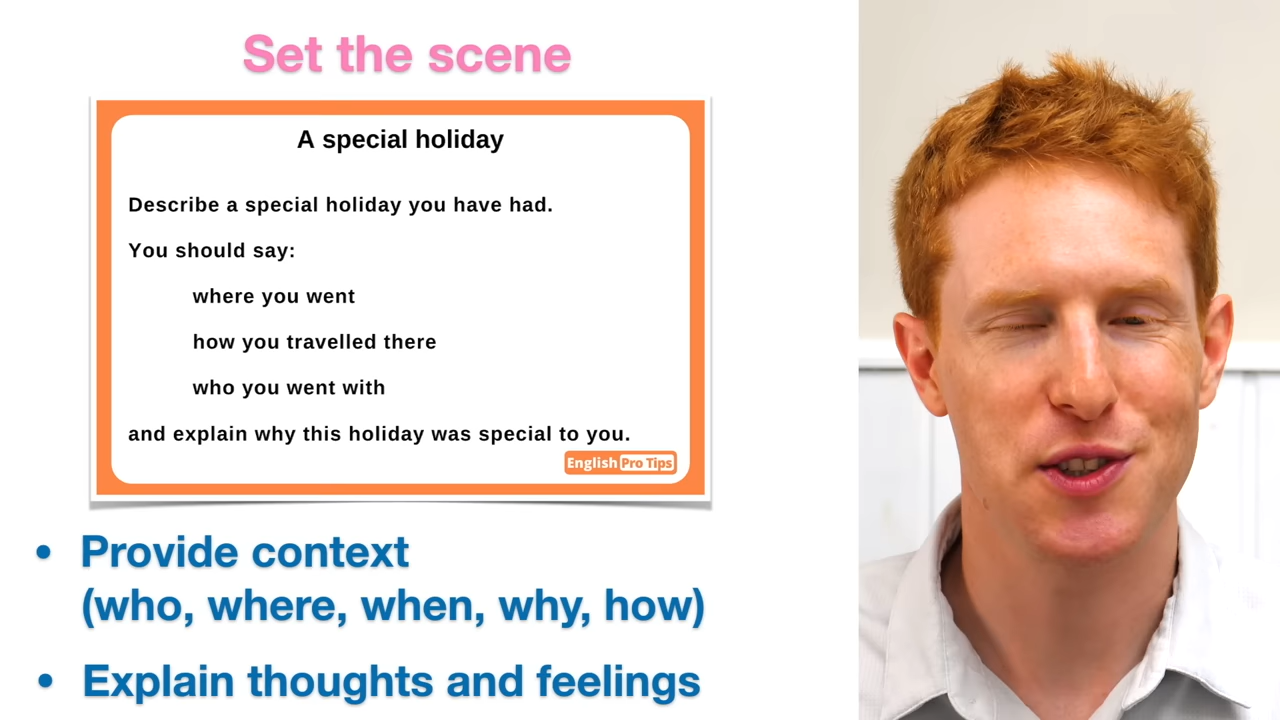 Set the scene
A special holiday
Describe a special holiday you have had.
You should say:
where you went
how you travelled there
who you went with
and explain why this holiday was special to you.
English Pro Tips
• Provide context
(who, where, when, why, how)
• Explain thoughts and feelings